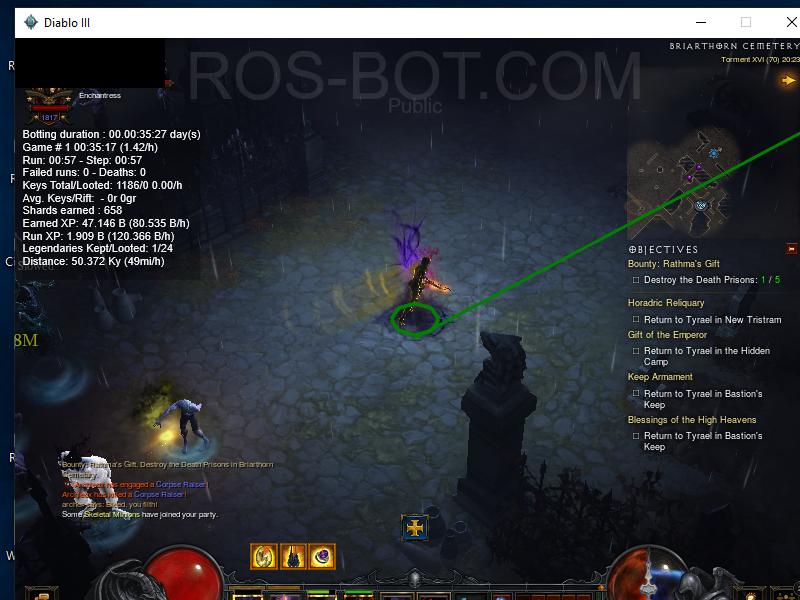 Diablo III
BRIARTHORN CEMETERY
Torment XVI (70) 20:23
ROS-BOT.COM
Public
Enchantress
1817
Botting duration : 00.00:35:27 day(s)
Game # 1 00:35:17 (1.42/h)
Run: 00:57 - Step: 00:57
Failed runs: 0 - Deaths: 0
Keys Total/Looted: 1186/0 0.00/h
Avg. Keys/Rift: - 0r 0gr
Shards earned : 658
Earned XP: 47.146 B (80.535 B/h)
Run XP: 1.909 B (120.366 B/h)
Legendaries Kept/Looted: 1/24
Distance: 50.372 Ky (49mi/h)
Slowed
8M
OBJECTIVES
Bounty: Rathma's Gift
Destroy the Death Prisons: 1 / 5
Horadric Reliquary
Return to Tyrael in New Tristram
Gift of the Emperor
Return to Tyrael in the Hidden
Camp
Keep Armament
Return to Tyrael in Bastion's
Keep
Blessings of the High Heavens
Return to Tyrael in Bastion's
Keep
Bounty: Rathma's Gift. Destroy the Death Prisons in Briarthorn
Cemetery.
has engaged a Corpse Raiser!
has killed a Corpse Raiser!
says: Bleed, you filth!
Some Skeletal Minions have joined your party.